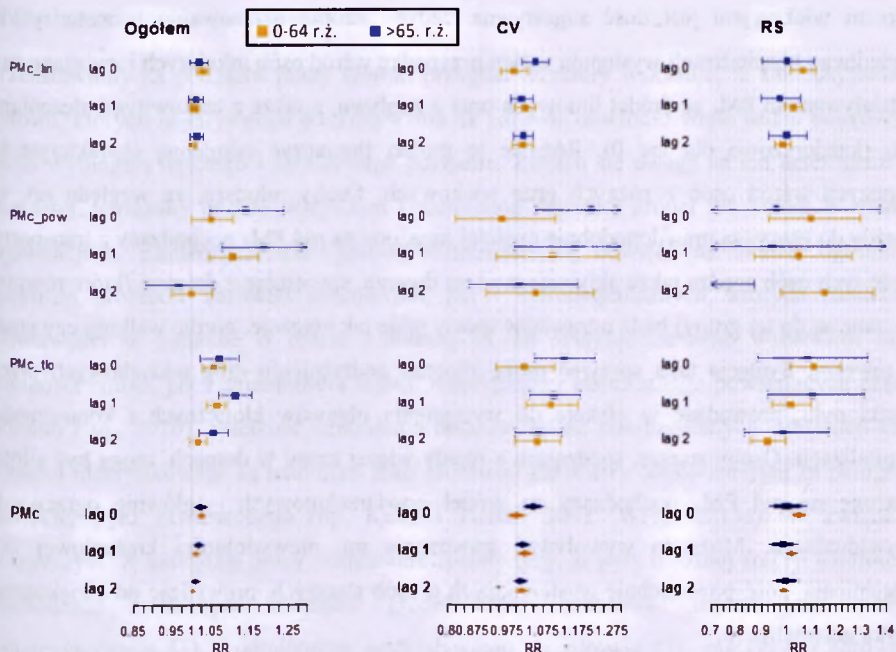 Ogółem
0-64 r.ż. >65. r.ż.
CV
RS
lag 0
lag 0
lag 0
lag 1
lag 1
lag 1
lag 2
lag 2
lag 2
PMc_pow
lag 0
lag 0
lag 0
lag 1
lag 1
lag 1
lag 2
lag 2
lag 2
PMc_tło
lag 0
lag 0
lag 0
lag 1
lag 1
lag 1
lag 2
lag 2
lag 2
PMc
lag 0
lag 0
lag 0
lag 1
lag 1
lag 1
lag 2
lag 2
lag 2
0.85 0.95 1 1.05 1.15 1.25
0.80.875 0.975 1.075 1.175 1.275
0.7 0.8 0.9 1 1.1 1.2 1.3 1.4
RR
RR
RR